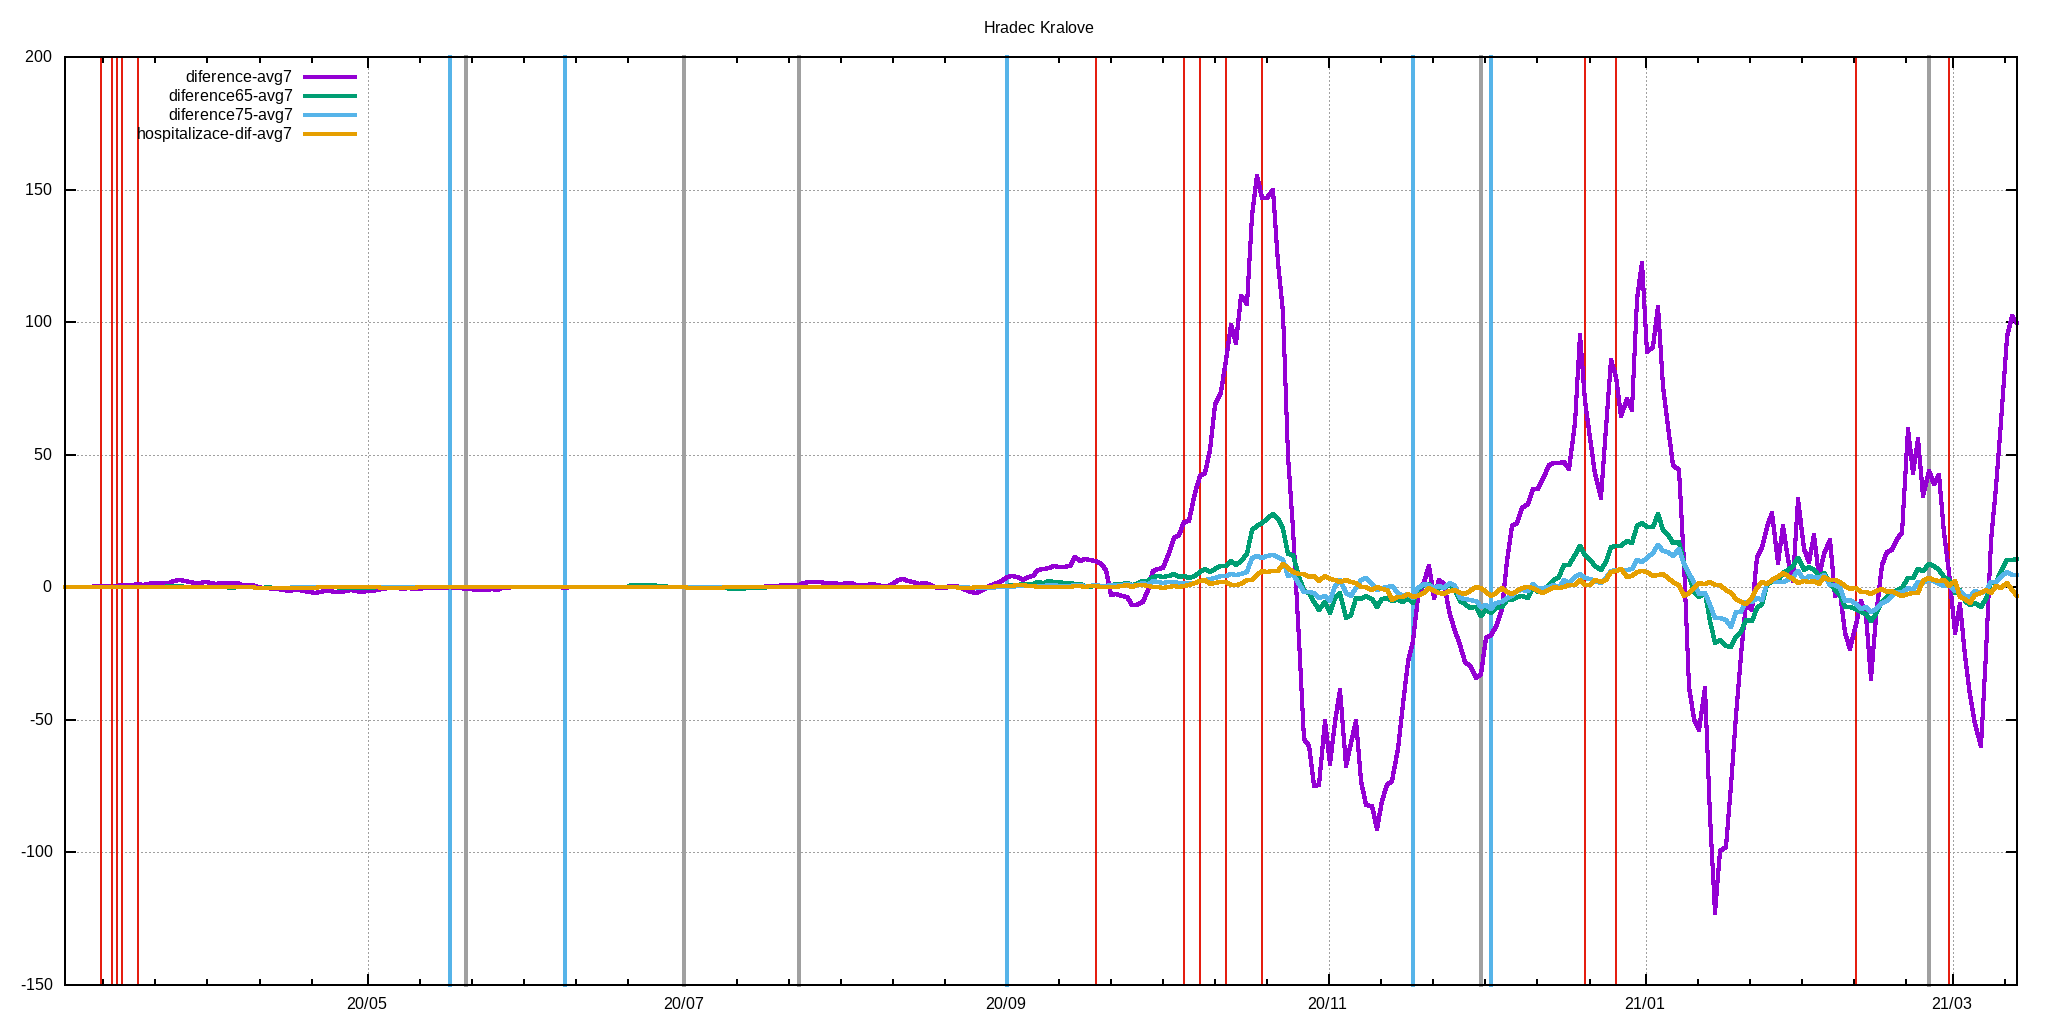 Hradec Kralove
diference-avg7
diference65-avg7
diference75-avg7
hospitalizace-dif-avg7
200
150
100
50
0
-50
-100
-150
20/05 20/07 20/09 20/11 21/01 21/03